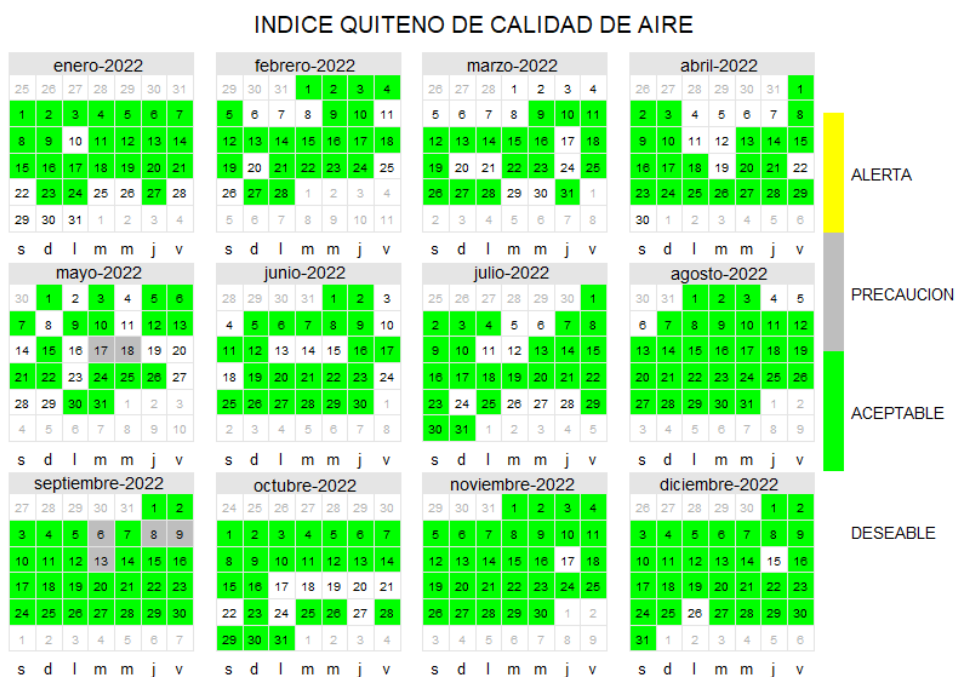 INDICE QUITENO DE CALIDAD DE AIRE
enero-2022 febrero-2022 marzo-2022 abril-2022
25 26 27 28 29 30 31 29 30 31 1 2 3 4 26 27 28 1 2 3 4 26 27 28 29 30 31 1
1 2 3 4 5 6 7 5 6 7 8 9 10 11 5 6 7 8 9 10 11 2 3 4 5 6 7 8
8 9 10 11 12 13 14 12 13 14 15 16 17 18 12 13 14 15 16 17 18 9 10 11 12 13 14 15
ALERTA
15 16 17 18 19 20 21 19 20 21 22 23 24 25 19 20 21 22 23 24 25 16 17 18 19 20 21 22
22 23 24 25 26 27 28 26 27 28 1 2 3 4 26 27 28 29 30 31 1 23 24 25 26 27 28 29
29 30 31 1 2 3 4 5 6 7 8 9 10 11 2 3 4 5 6 7 8 30 1 2 3 4 5 6
s d l m m j v s d l m m j v s d l m m j v s d l m m j v
mayo-2022 junio-2022 julio-2022 agosto-2022
30 1 2 3 4 5 6 28 29 30 31 1 2 3 25 26 27 28 29 30 1 30 31 1 2 3 4 5
PRECAUCION
7 8 9 10 11 12 13 4 5 6 7 8 9 10 2 3 4 5 6 7 8 6 7 8 9 10 11 12
14 15 16 17 18 19 20 11 12 13 14 15 16 17 9 10 11 12 13 14 15 13 14 15 16 17 18 19
21 22 23 24 25 26 27 18 19 20 21 22 23 24 16 17 18 19 20 21 22 20 21 22 23 24 25 26
28 29 30 31 1 2 3 25 26 27 28 29 30 1 23 24 25 26 27 28 29 27 28 29 30 31 1 2
ACEPTABLE
4 5 6 7 8 9 10 2 3 4 5 6 7 8 30 31 1 2 3 4 5 3 4 5 6 7 8 9
s d l m m j v s d l m m j v s d l m m j v s d l m m j v
septiembre-2022 octubre-2022 noviembre-2022 diciembre-2022
27 28 29 30 31 1 2 24 25 26 27 28 29 30 29 30 31 1 2 3 4 26 27 28 29 30 1 2
3 4 5 6 7 8 9 1 2 3 4 5 6 7 5 6 7 8 9 10 11 3 4 5 6 7 8 9
DESEABLE
10 11 12 13 14 15 16 8 9 10 11 12 13 14 12 13 14 15 16 17 18 10 11 12 13 14 15 16
17 18 19 20 21 22 23 15 16 17 18 19 20 21 19 20 21 22 23 24 25 17 18 19 20 21 22 23
24 25 26 27 28 29 30 22 23 24 25 26 27 28 26 27 28 29 30 1 2 24 25 26 27 28 29 30
1 2 3 4 5 6 7 29 30 31 1 2 3 4 3 4 5 6 7 8 9 31 1 2 3 4 5 6
s d l m m j v s d l m m j v s d l m m j v s d l m m j v